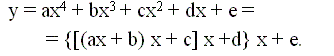 y = ax⁴ + bx³ + cx² + dx + e =
= {[(ax + b) x + c] x +d} x + e.